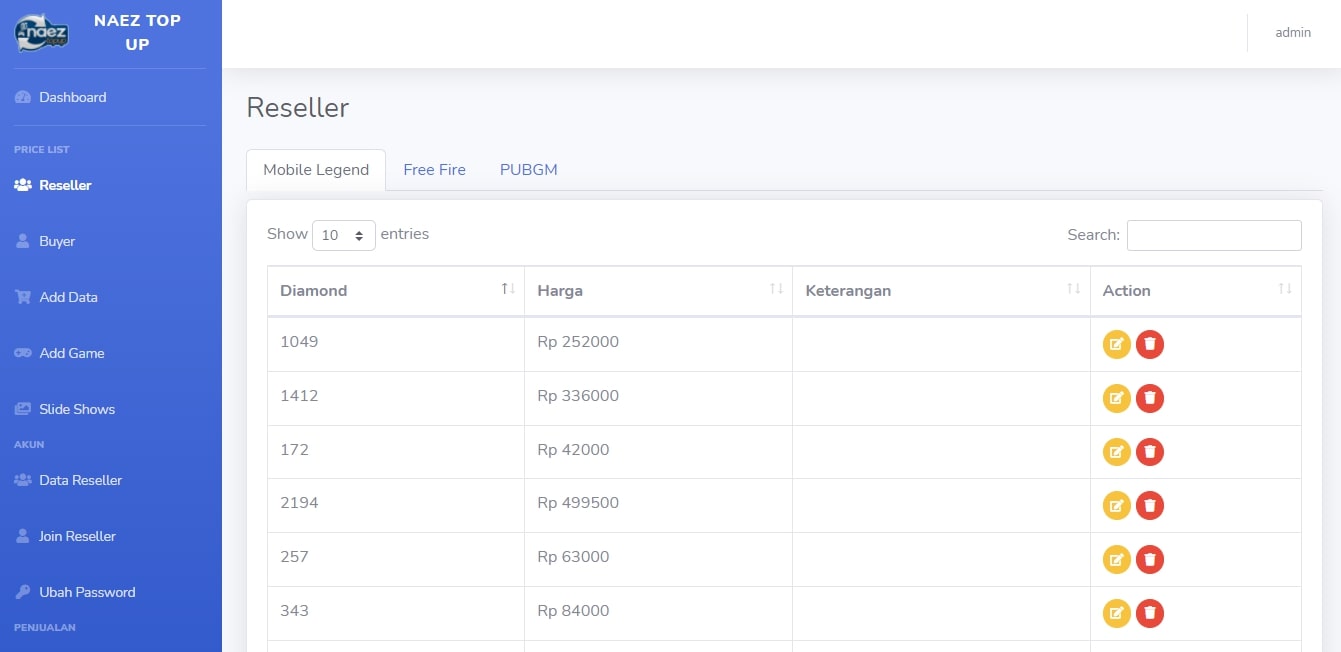 naez
NAEZ TOP
UP
admin
Dashboard
PRICE LIST
Reseller
Buyer
Add Data
Add Game
Slide Shows
AKUN
Data Reseller
Join Reseller
Ubah Password
PENJUALAN
Reseller
Mobile Legend Free Fire PUBGM
Show 10 entries Search:
Diamond Harga Keterangan Action
1049 Rp 252000
1412 Rp 336000
172 Rp 42000
2194 Rp 499500
257 Rp 63000
343 Rp 84000